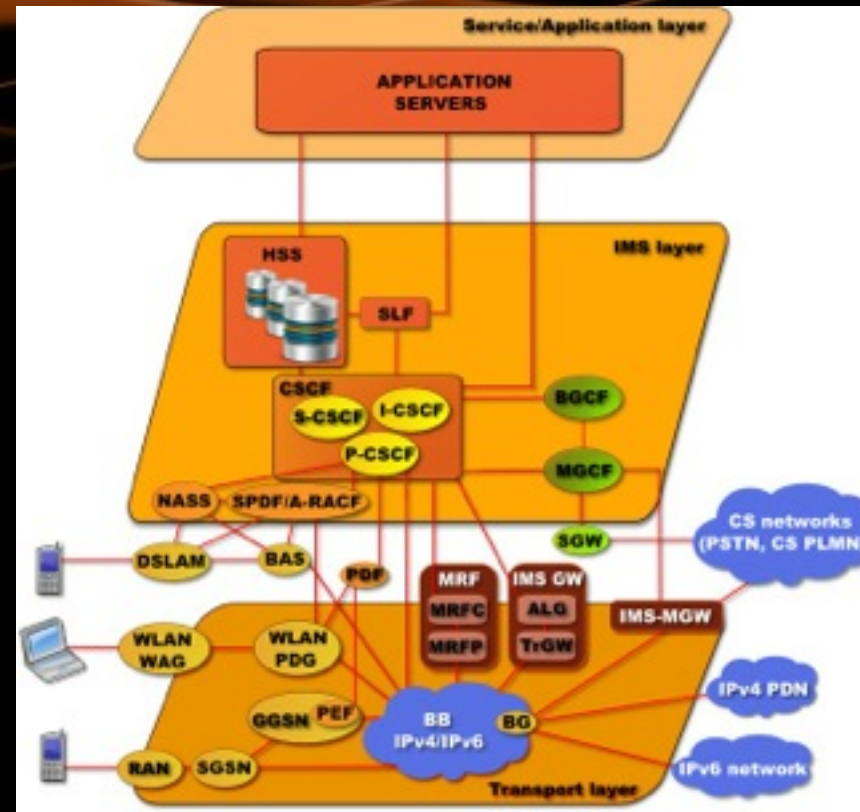 Service/Application layer
APPLICATION
SERVERS
IMS layer
HSS
SLF
CSCF
S-CSCF
I-CSCF
P-CSCF
BGCF
MGCF
NASS
SPDF/A-RACF
CS networks
(PSTN, CS PLMN
SGW
DSLAM
BAS
PDF
MRF
MRFC
MRFP
IMS GW
ALG
TrGW
IMS-MGW
WLAN
WAG
WLAN
PDG
GGSN
PEF
BB
IPv4/IPv6
BG
IPv4 PDN
RAN
SGSN
IPv6 network
Transport layer